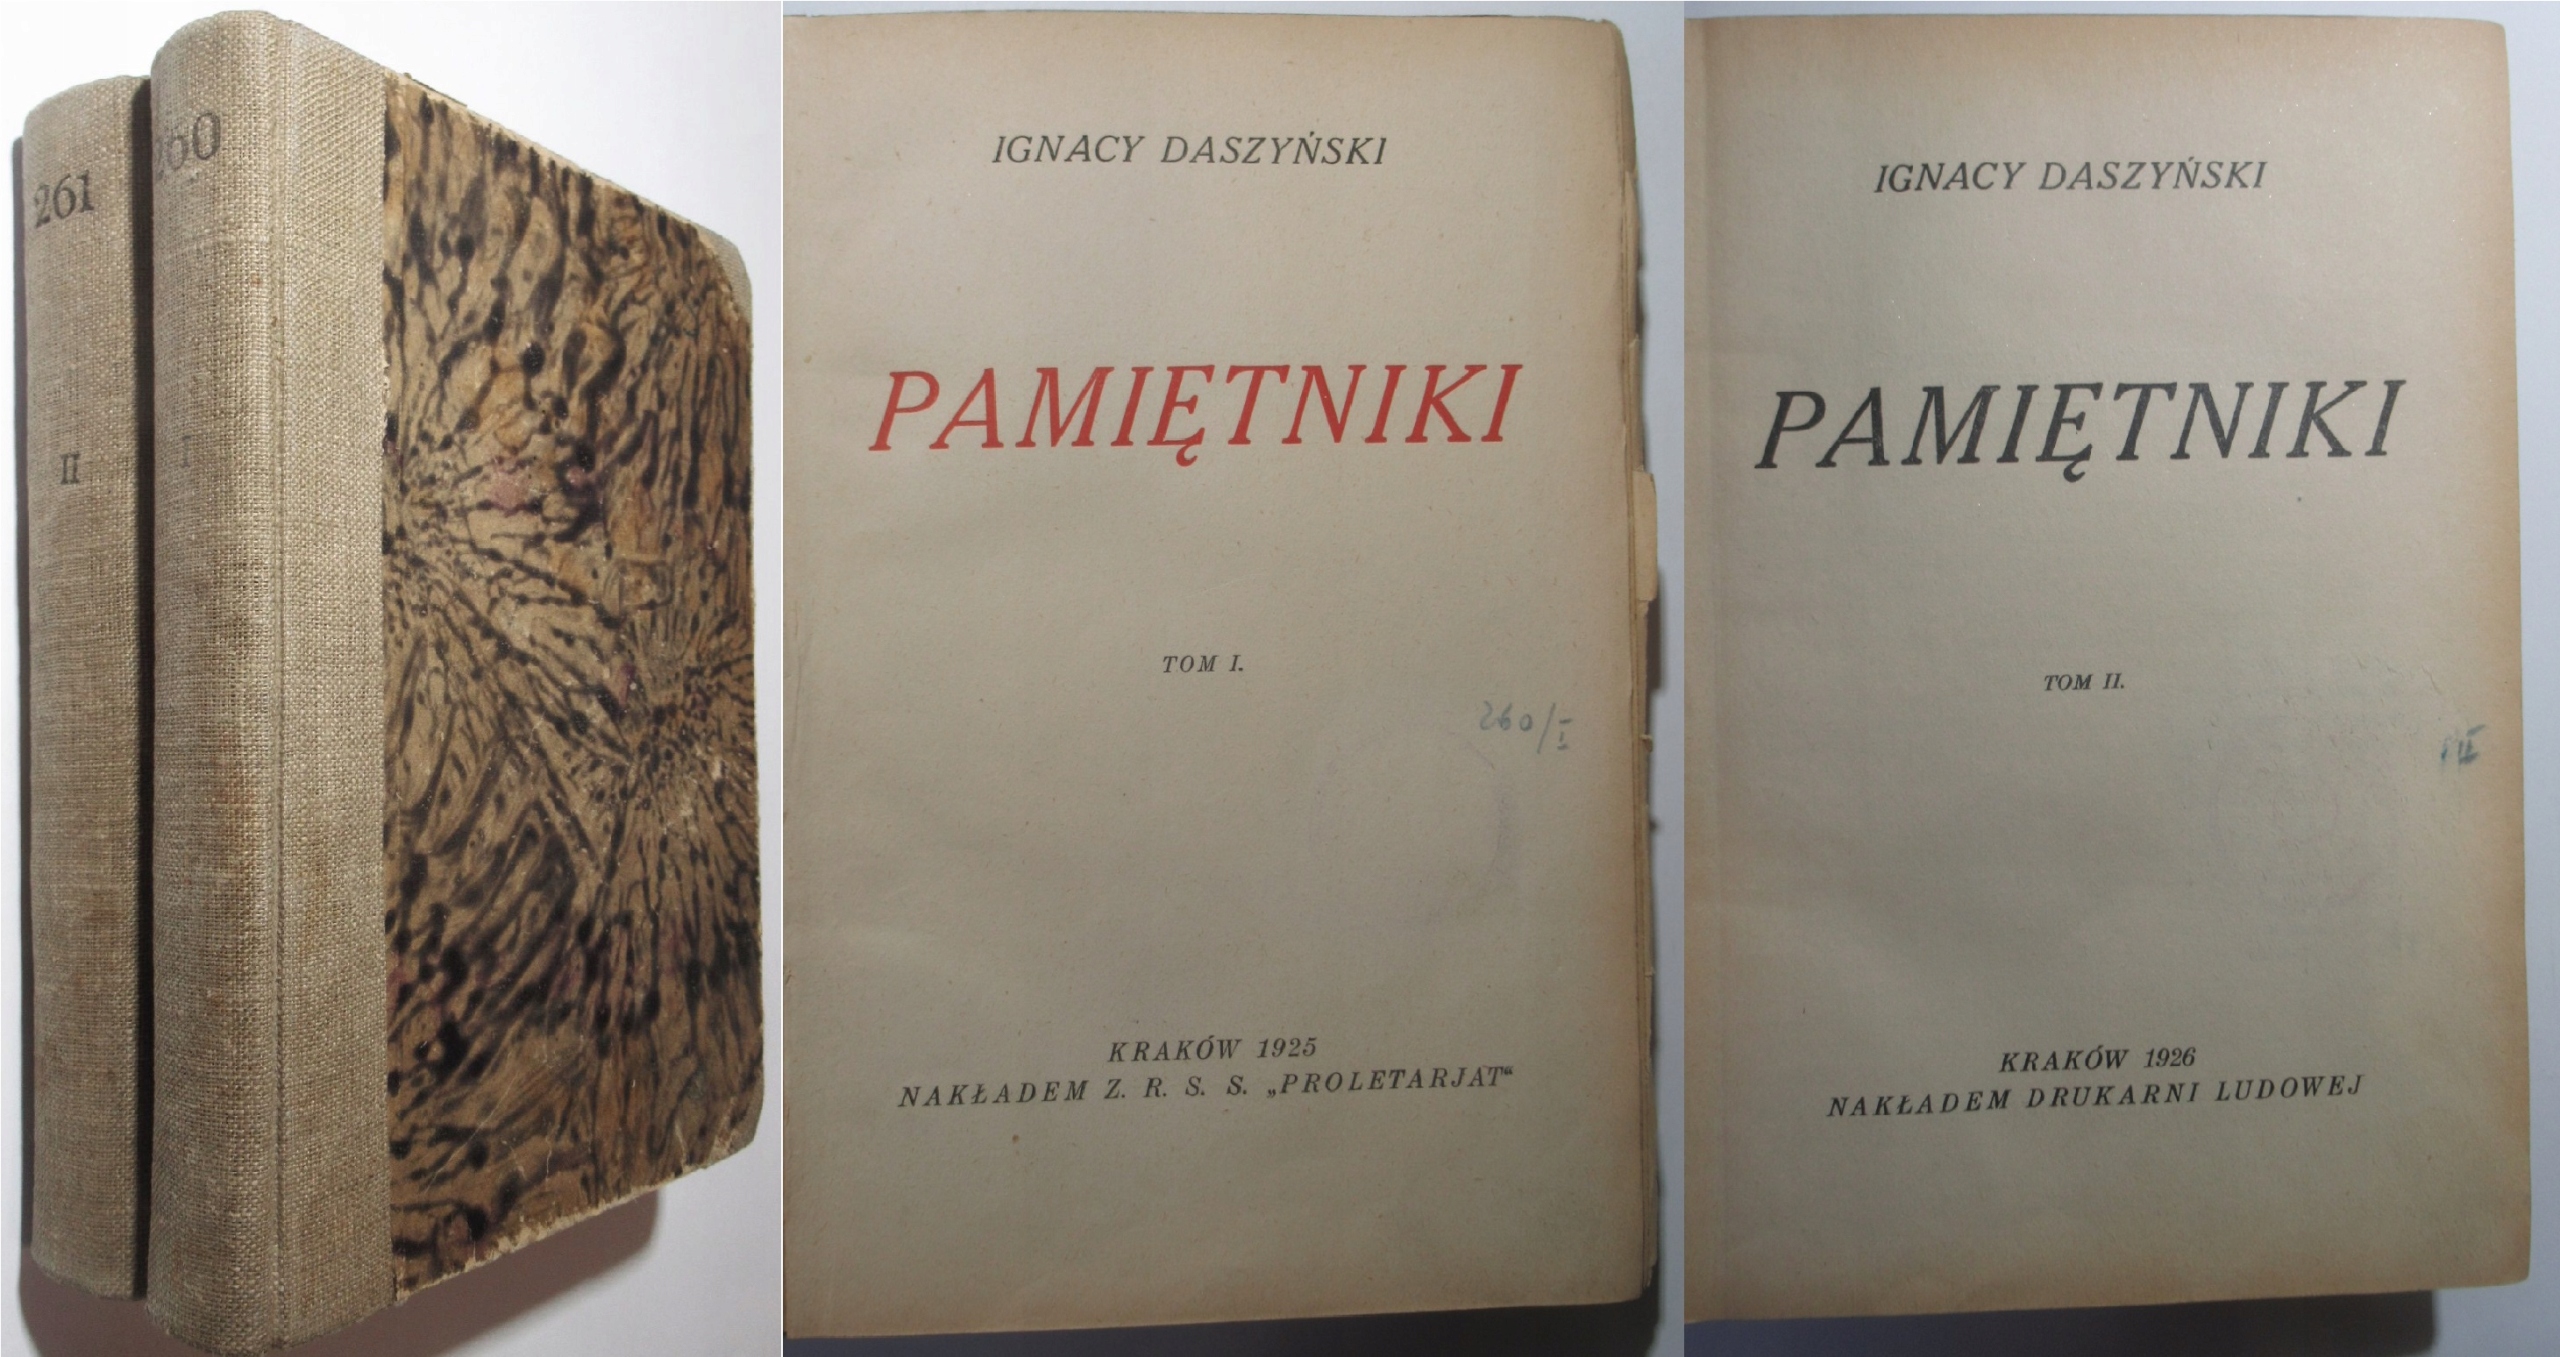 261
II
260
I
IGNACY DASZYŃSKI
PAMIĘTNIKI
TOM I.
260/I
KRAKÓW 1925
NAKŁADEM Z. R. S. S. „PROLETARJAT“
IGNACY DASZYŃSKI
PAMIĘTNIKI
TOM II.
KRAKÓW 1926
NAKŁADEM DRUKARNI LUDOWEJ